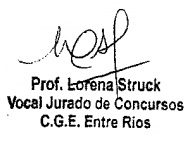 Prof. Lorena Struck
Vocal Jurado de Concursos
C.G.E. Entre Rios